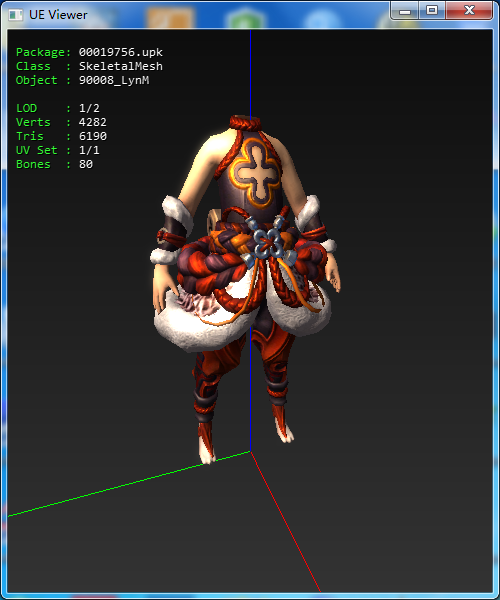 UE Viewer
Package: 00019756.upk
Class : SkeletalMesh
Object : 90008_LynM
LOD : 1/2
Verts : 4282
Tris : 6190
UV Set : 1/1
Bones : 80